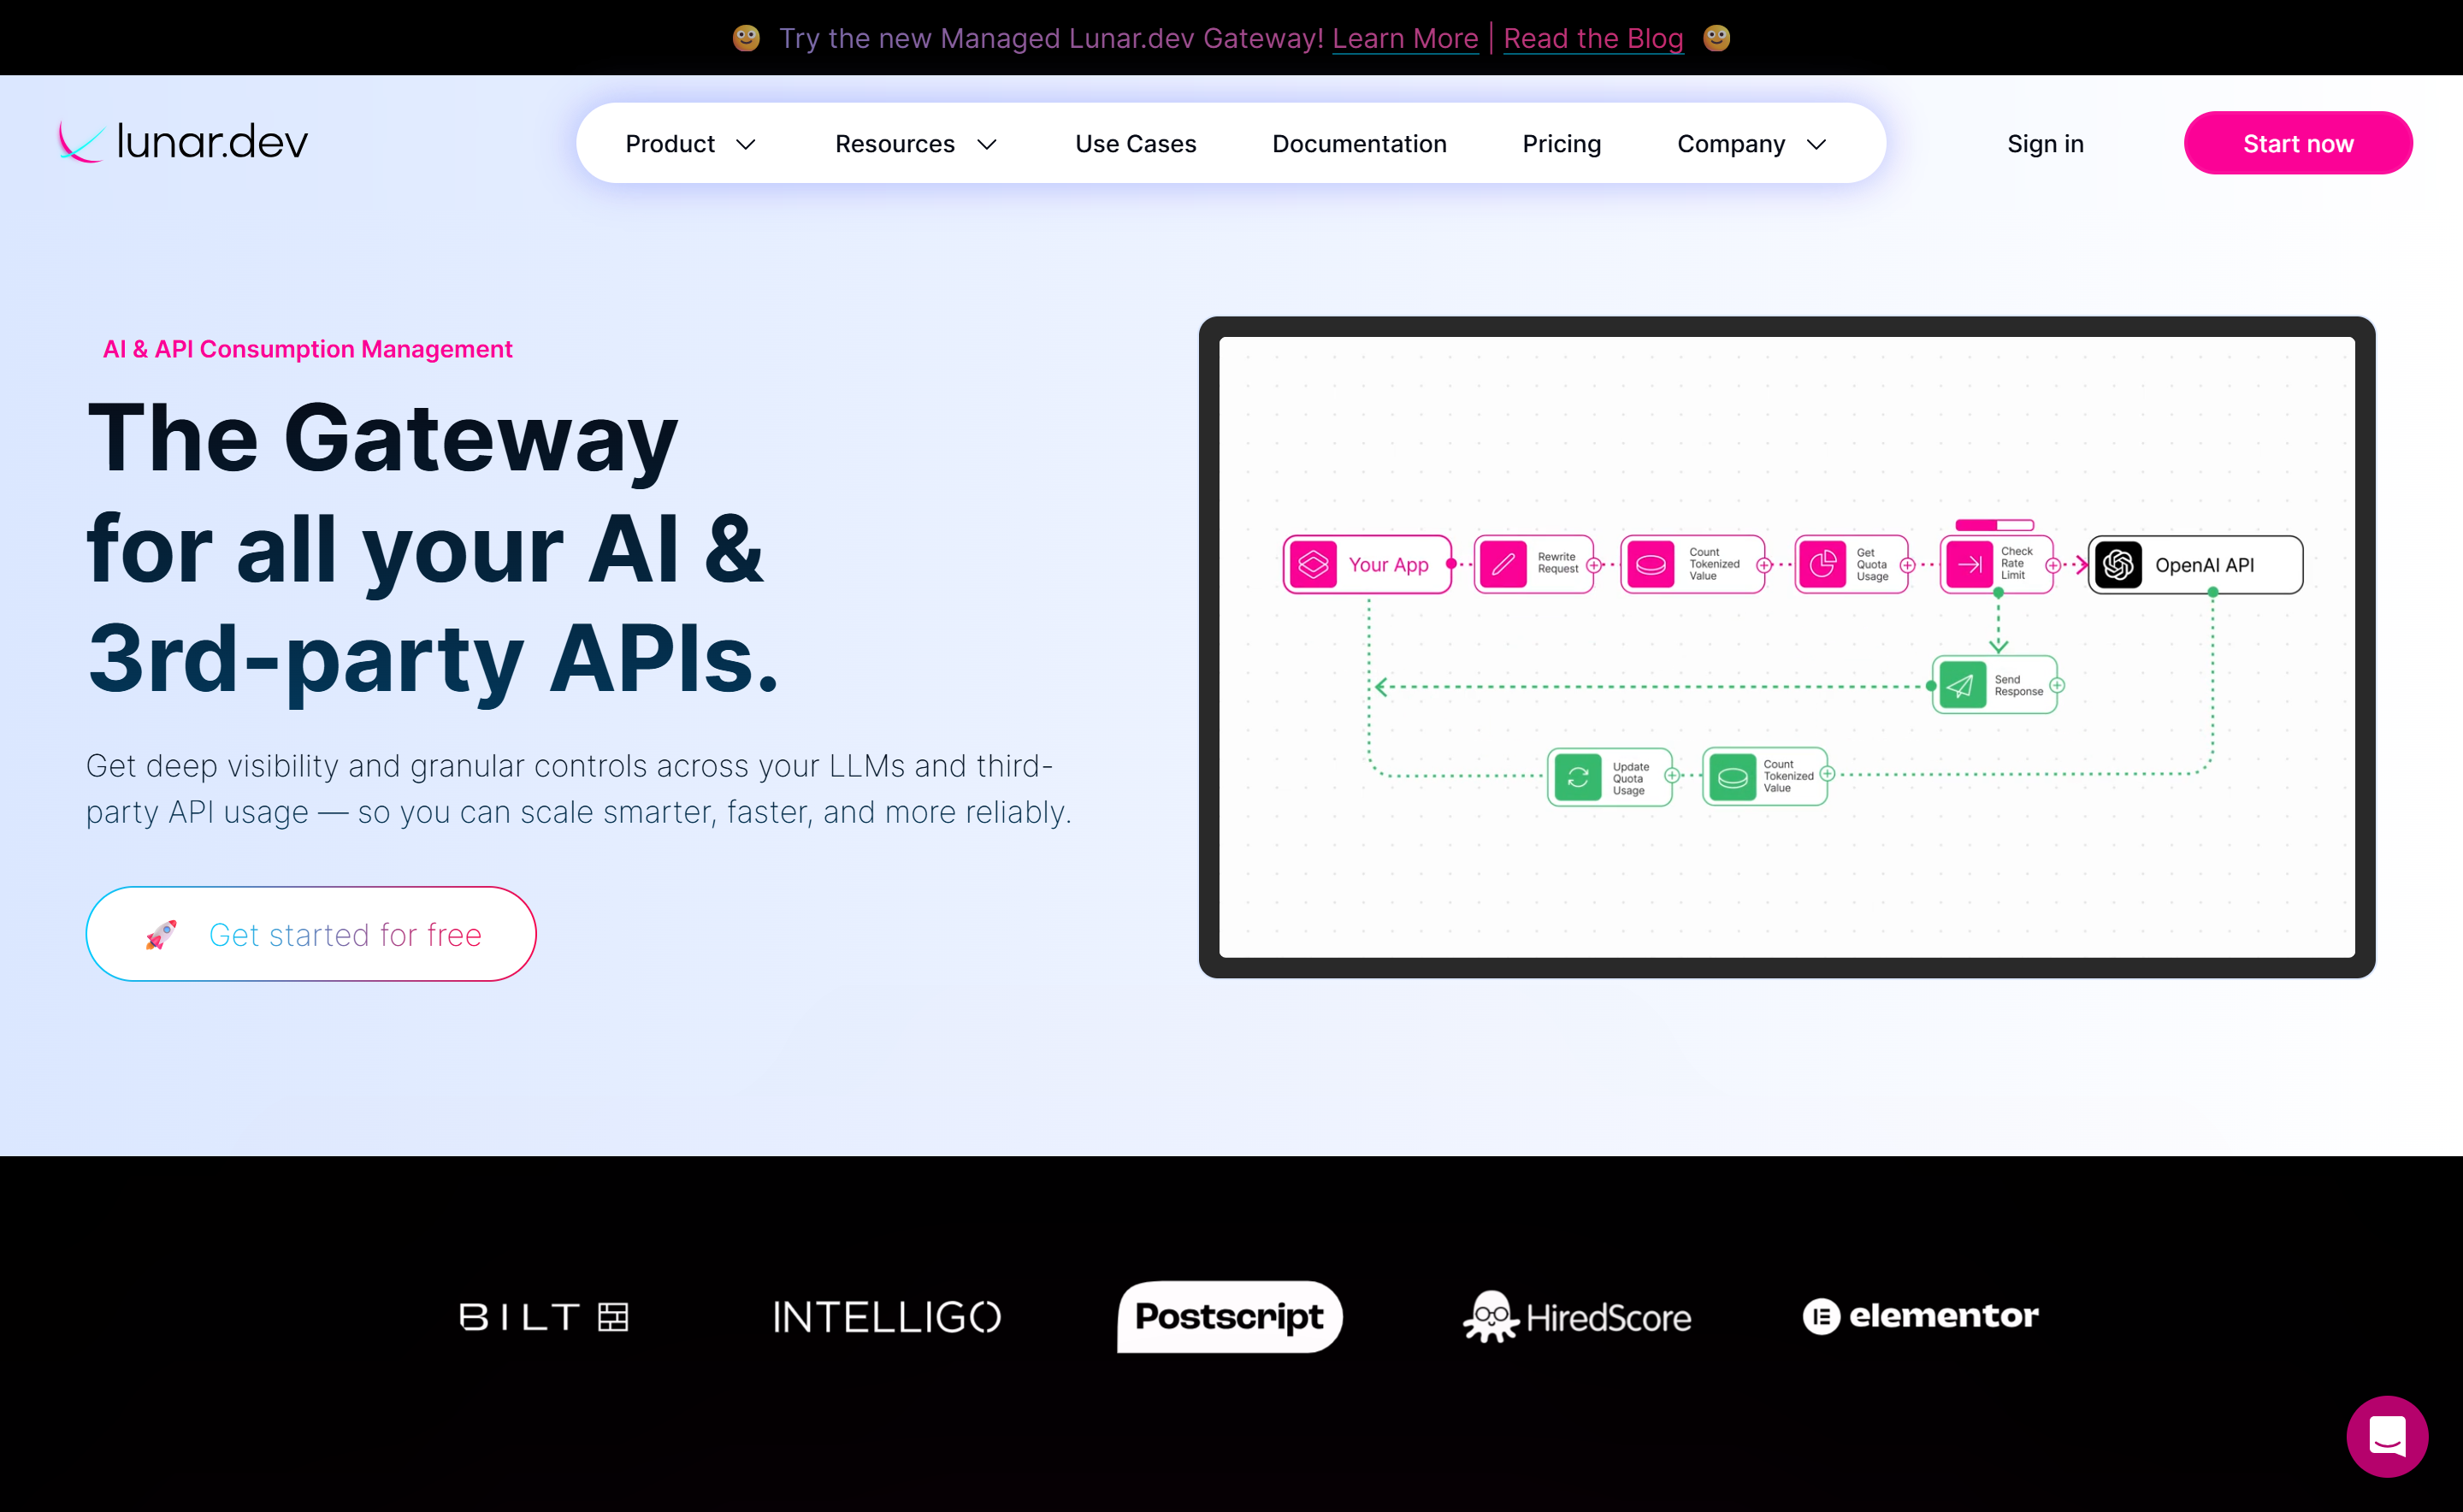 Try the new Managed Lunar.dev Gateway! Learn More | Read the Blog
lunar.dev
Product
Resources
Use Cases
Documentation
Pricing
Company
Sign in
Start now
AI & API Consumption Management
The Gateway
for all your AI &
3rd-party APIs.
Get deep visibility and granular controls across your LLMs and third-
party API usage — so you can scale smarter, faster, and more reliably.
Get started for free
Your App
Rewrite
Request
Count
Tokenized
Value
Get
Quota
Usage
Check
Rate
Limit
OpenAI API
Send
Response
Update
Quota
Usage
Count
Tokenized
Value
BILT
INTELLIGO
Postscript
HiredScore
elementor